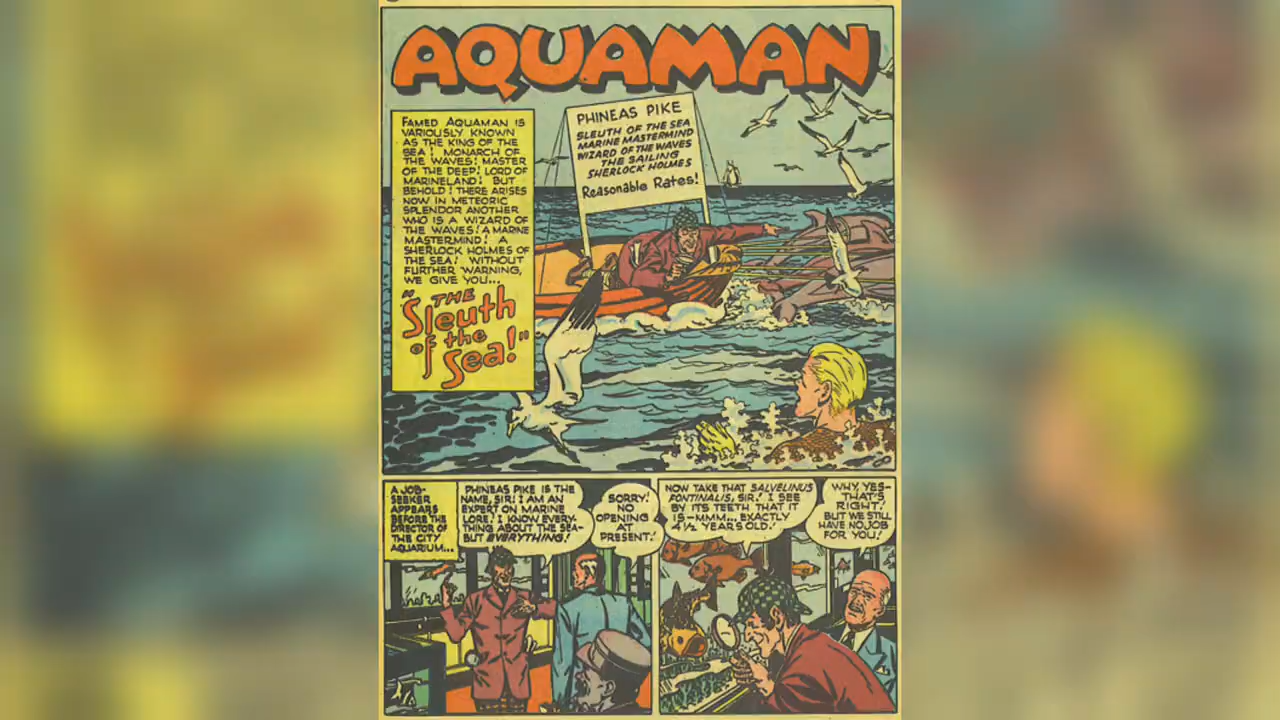 AQUAMAN
FAMED AQUAMAN IS
VARIOUSLY KNOWN
AS THE KING OF THE
SEA! MONARCH OF
THE WAVES! MASTER
OF THE DEEP! LORD OF
MARINELAND! BUT
BEHOLD! THERE ARISES
NOW IN METEORIC
SPLENDOR ANOTHER
WHO IS A WIZARD OF
THE WAVES! A MARINE
MASTERMIND! A
SHERLOCK HOLMES OF
THE SEA! WITHOUT
FURTHER WARNING,
WE GIVE YOU...
"THE
Sleuth
of the
Sea!"
PHINEAS PIKE
SLEUTH OF THE SEA
MARINE MASTERMIND
WIZARD OF THE WAVES
THE SAILING
SHERLOCK HOLMES
Reasonable Rates!
A JOB-
SEEKER
APPEARS
BEFORE THE
DIRECTOR OF
THE CITY
AQUARIUM...
PHINEAS PIKE IS THE
NAME, SIR! I AM AN
EXPERT ON MARINE
LORE! I KNOW EVERY-
THING ABOUT THE SEA-
BUT EVERYTHING!
SORRY!
NO
OPENING
AT
PRESENT!
NOW TAKE THAT SALVELINUS
FONTINALIS, SIR! I SEE
BY ITS TEETH THAT IT
IS-MMM... EXACTLY
4½ YEARS OLD!
WHY, YES-
THAT'S
RIGHT!
BUT WE STILL
HAVE NO JOB
FOR YOU!